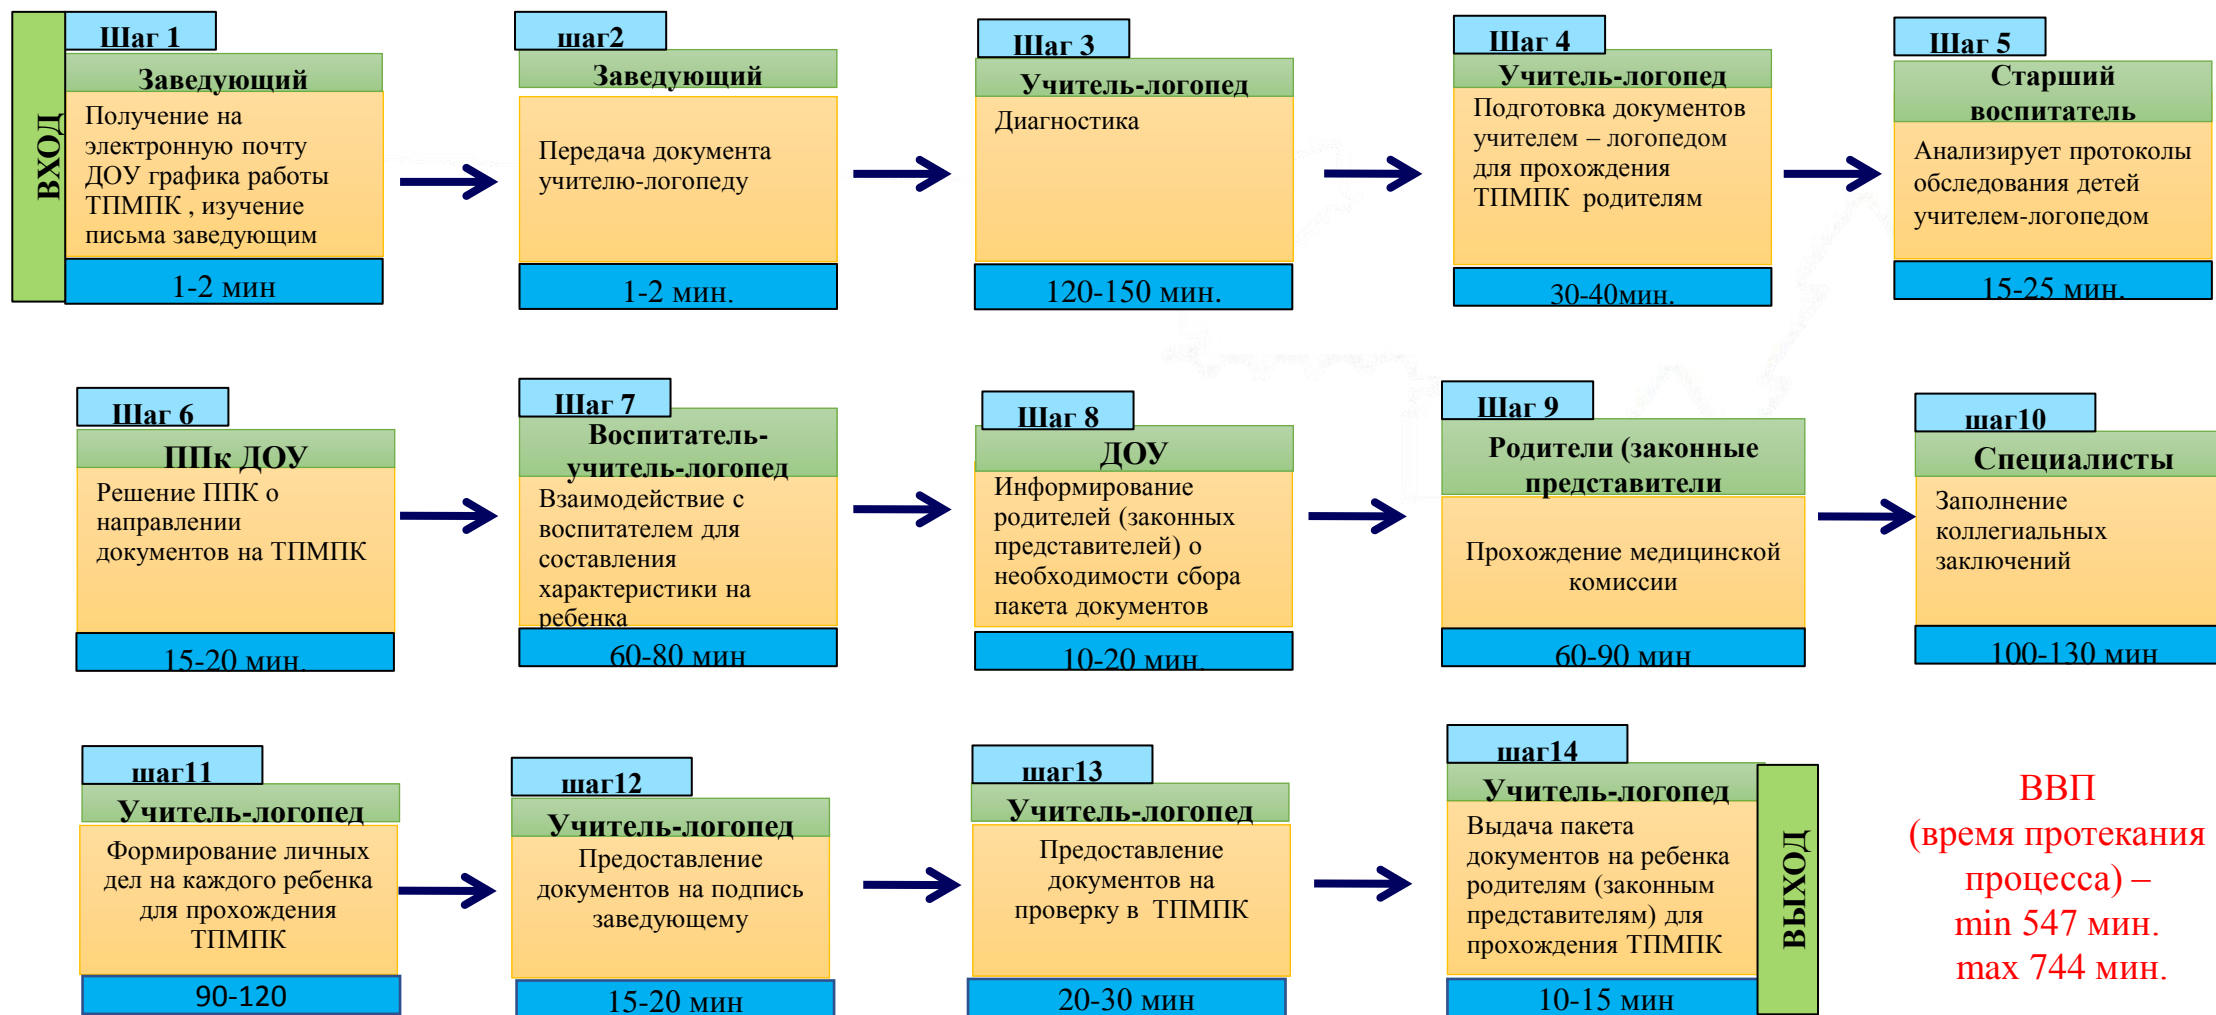 ВХОД
Шаг 1
Заведующий
Получение на
электронную почту
ДОУ графика работы
ТПМПК , изучение
письма заведующим
1-2 мин
шаг2
Заведующий
Передача документа
учителю-логопеду
1-2 мин.
Шаг 3
Учитель-логопед
Диагностика
120-150 мин.
Шаг 4
Учитель-логопед
Подготовка документов
учителем – логопедом
для прохождения
ТПМПК родителям
30-40мин.
Шаг 5
Старший
воспитатель
Анализирует протоколы
обследования детей
учителем-логопедом
15-25 мин.
Шаг 6
ППк ДОУ
Решение ППК о
направлении
документов на ТПМПК
15-20 мин.
Шаг 7
Воспитатель-
учитель-логопед
Взаимодействие с
воспитателем для
составления
характеристики на
ребенка
60-80 мин
Шаг 8
ДОУ
Информирование
родителей (законных
представителей) о
необходимости сбора
пакета документов
10-20 мин.
Шаг 9
Родители (законные
представители
Прохождение медицинской
комиссии
60-90 мин
шаг10
Специалисты
Заполнение
коллегиальных
заключений
100-130 мин
шаг11
Учитель-логопед
Формирование личных
дел на каждого ребенка
для прохождения
ТПМПК
90-120
шаг12
Учитель-логопед
Предоставление
документов на подпись
заведующему
15-20 мин
шаг13
Учитель-логопед
Предоставление
документов на
проверку в ТПМПК
20-30 мин
шаг14
Учитель-логопед
Выдача пакета
документов на ребенка
родителям (законным
представителям) для
прохождения ТПМПК
10-15 мин
ВЫХОД
ВВП
(время протекания
процесса) –
min 547 мин.
max 744 мин.